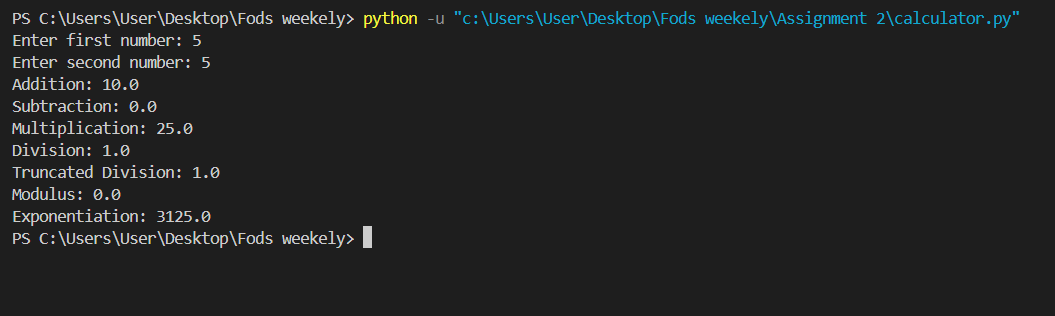 PS C:\Users\User\Desktop\Fods weekely> python -u "c:\Users\User\Desktop\Fods weekely\Assignment 2\calculator.py"
Enter first number: 5
Enter second number: 5
Addition: 10.0
Subtraction: 0.0
Multiplication: 25.0
Division: 1.0
Truncated Division: 1.0
Modulus: 0.0
Exponentiation: 3125.0
PS C:\Users\User\Desktop\Fods weekely>